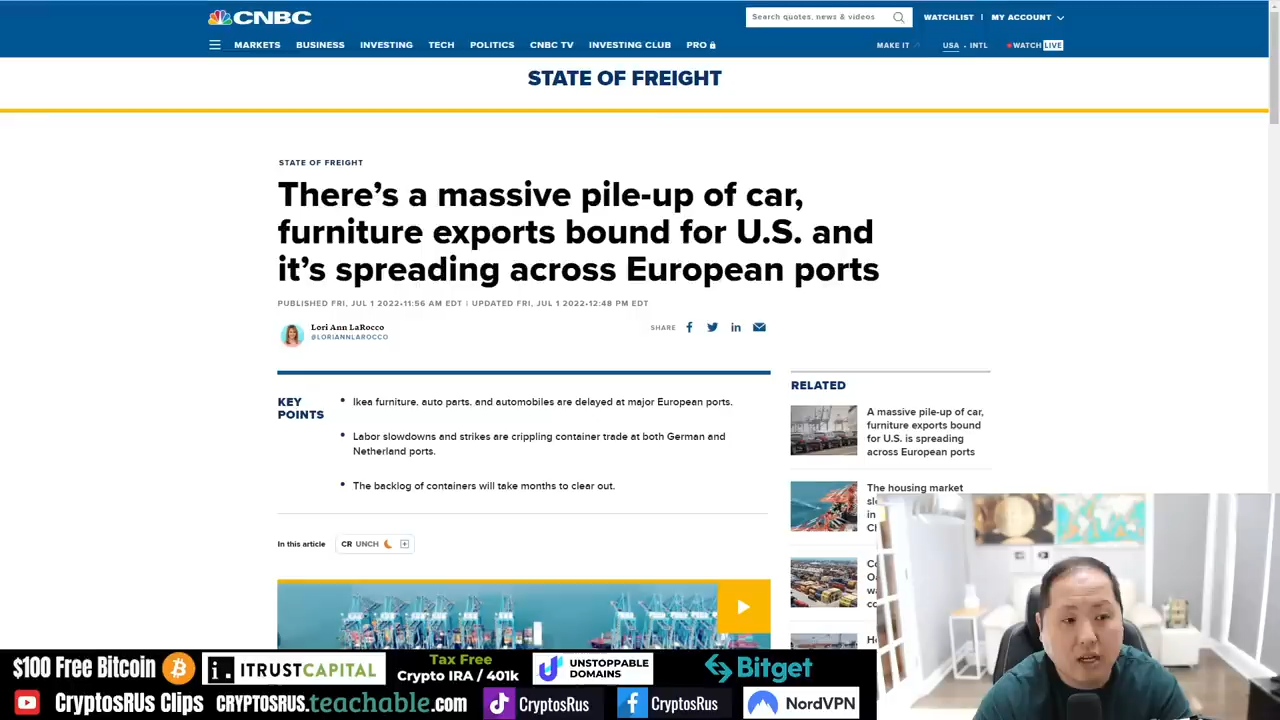 CNBC
Search quotes, news & videos
WATCHLIST | MY ACCOUNT
MARKETS BUSINESS INVESTING TECH POLITICS CNBC TV INVESTING CLUB PRO
MAKE IT USA • INTL WATCH LIVE
STATE OF FREIGHT
STATE OF FREIGHT
There’s a massive pile-up of car,
furniture exports bound for U.S. and
it’s spreading across European ports
PUBLISHED FRI, JUL 1 2022•11:56 AM EDT | UPDATED FRI, JUL 1 2022•12:48 PM EDT
Lori Ann LaRocco
@LORIANNLAROCCO
SHARE
KEY
POINTS
• Ikea furniture, auto parts, and automobiles are delayed at major European ports.
• Labor slowdowns and strikes are crippling container trade at both German and
Netherland ports.
• The backlog of containers will take months to clear out.
In this article
CR UNCH
RELATED
A massive pile-up of car,
furniture exports bound
for U.S. is spreading
across European ports
The housing market
$100 Free Bitcoin
ITRUSTCAPITAL
Tax Free
Crypto IRA / 401k
UNSTOPPABLE
DOMAINS
Bitget
CryptosRUs Clips
CRYPTOSRUS.teachable.com
CryptosRus
CryptosRus
NordVPN